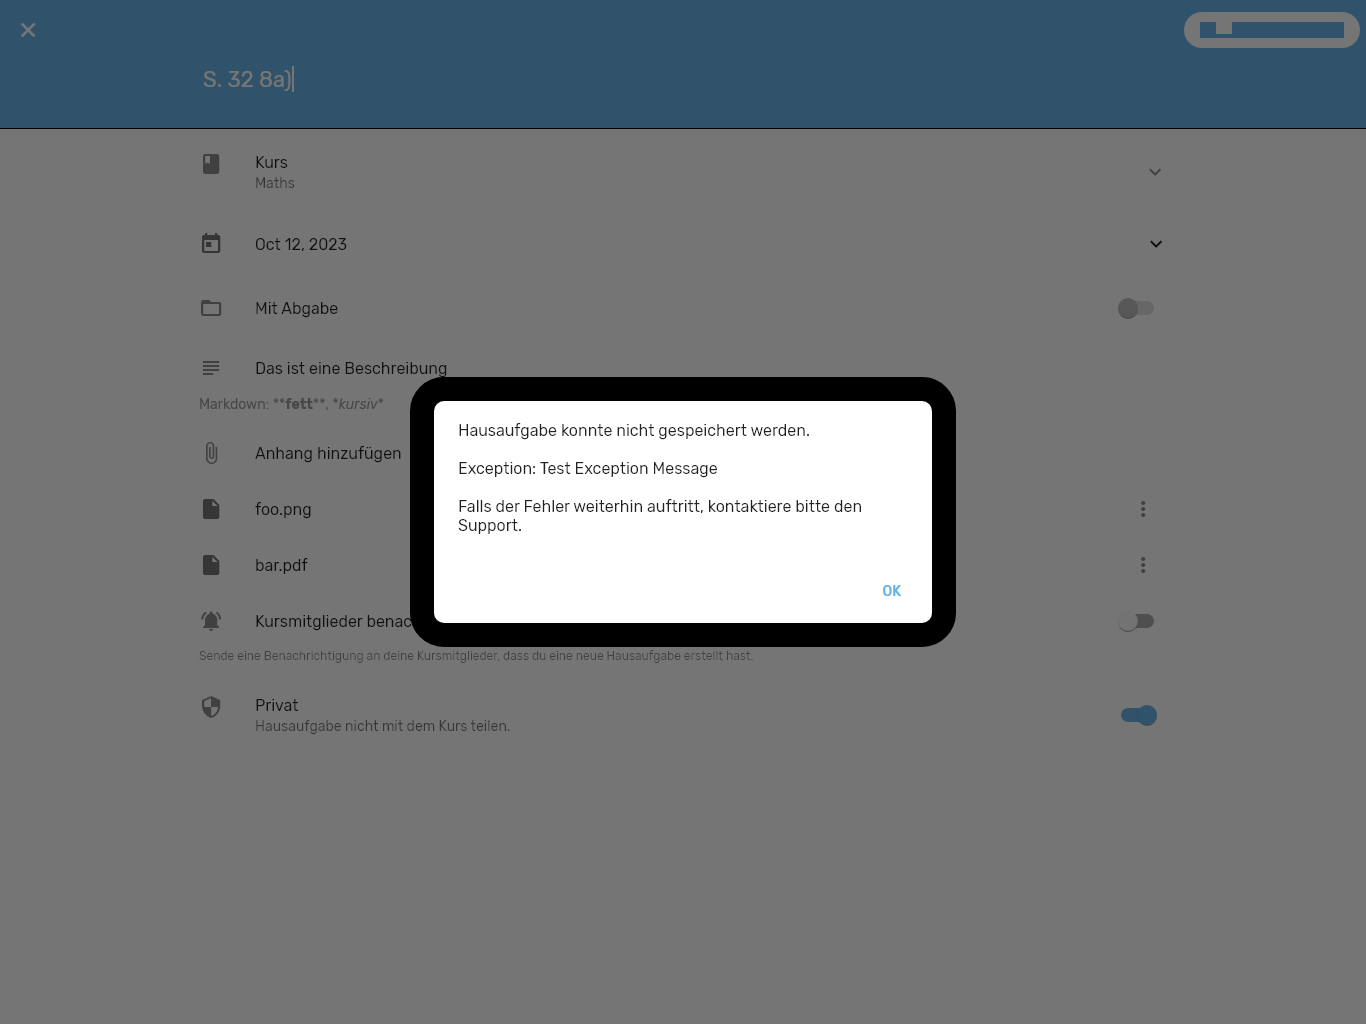 S. 32 8a)
Kurs
Maths
Oct 12, 2023
Mit Abgabe
Das ist eine Beschreibung
Markdown: **fett**, *kursiv*
Anhang hinzufügen
foo.png
bar.pdf
Kursmitglieder
Sende eine Benachrichtigung an deine Kursmitglieder, dass du eine neue Hausaufgabe erstellt hast.
Privat
Hausaufgabe nicht mit dem Kurs teilen.
Hausaufgabe konnte nicht gespeichert werden.
Exception: Test Exception Message
Falls der Fehler weiterhin auftritt, kontaktiere bitte den
Support.
OK